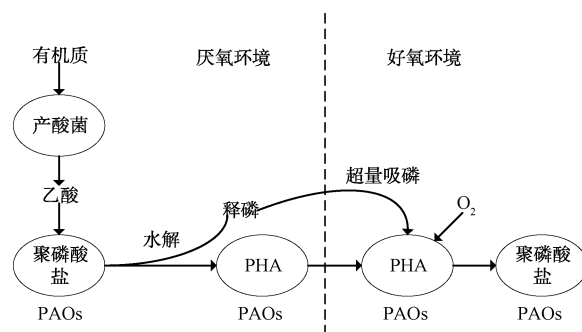 有机质
厌氧环境
好氧环境
产酸菌
乙酸
释磷
超量吸磷
O₂
水解
聚磷酸
盐
PHA
PHA
聚磷酸
盐
PAOs
PAOs
PAOs
PAOs